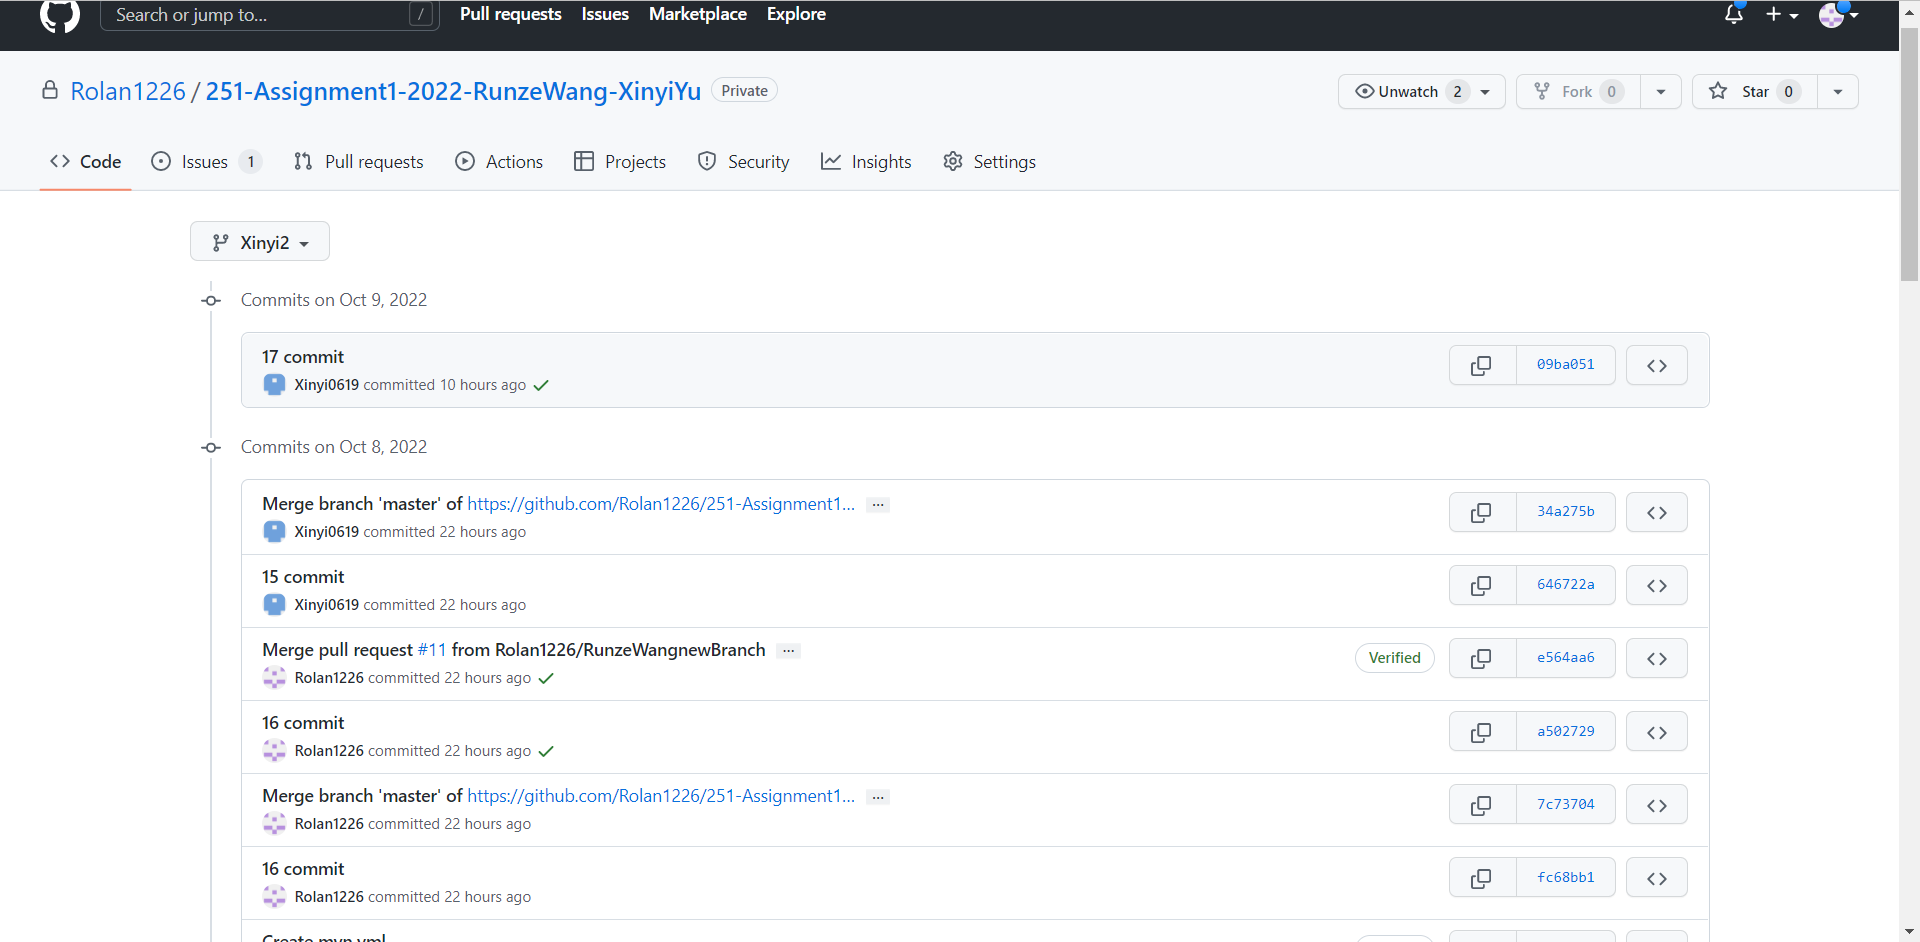 Search or jump to... /
Pull requests Issues Marketplace Explore
Rolan1226 / 251-Assignment1-2022-RunzeWang-XinyiYu Private
Unwatch 2 Fork 0 Star 0
Code Issues 1 Pull requests Actions Projects Security Insights Settings
Xinyi2
Commits on Oct 9, 2022
17 commit
Xinyi0619 committed 10 hours ago
09ba051
Commits on Oct 8, 2022
Merge branch 'master' of https://github.com/Rolan1226/251-Assignment1... ...
Xinyi0619 committed 22 hours ago
34a275b
15 commit
Xinyi0619 committed 22 hours ago
646722a
Merge pull request #11 from Rolan1226/RunzeWangnewBranch ...
Rolan1226 committed 22 hours ago
Verified e564aa6
16 commit
Rolan1226 committed 22 hours ago
a502729
Merge branch 'master' of https://github.com/Rolan1226/251-Assignment1... ...
Rolan1226 committed 22 hours ago
7c73704
16 commit
Rolan1226 committed 22 hours ago
fc68bb1
Create mvn.yml